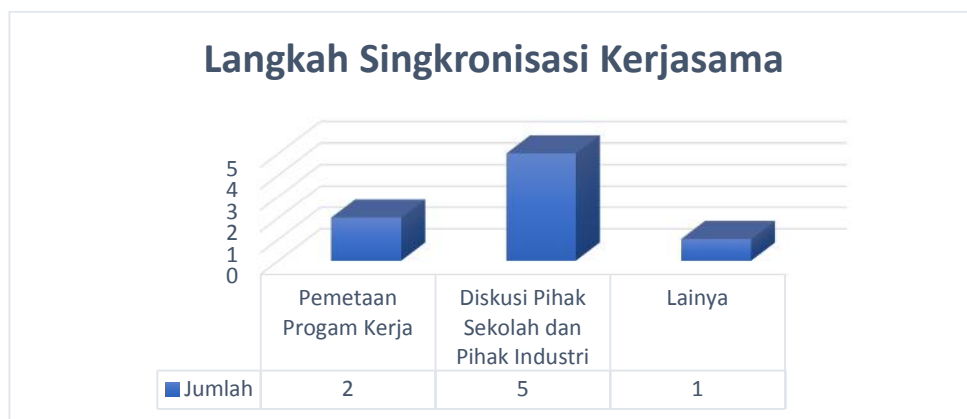 Langkah Singkronisasi Kerjasama
5
4
3
2
1
0
Pemetaan
Progam Kerja
Diskusi Pihak
Sekolah dan
Pihak Industri
Lainya
Jumlah 2 5 1